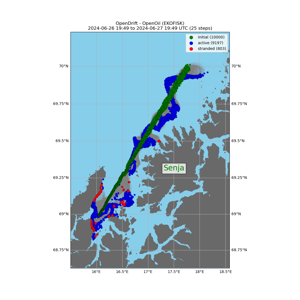 OpenDrift - OpenOil (EKOFISK)
2024-06-26 19:49 to 2024-06-27 19:49 UTC (25 steps)
initial (10000)
active (9197)
stranded (803)
70°N
70°N
69.75°N
69.75°N
69.5°N
69.5°N
Senja
69.25°N
69.25°N
69°N
69°N
68.75°N
68.75°N
16°E
16.5°E
17°E
17.5°E
18°E
18.5°E